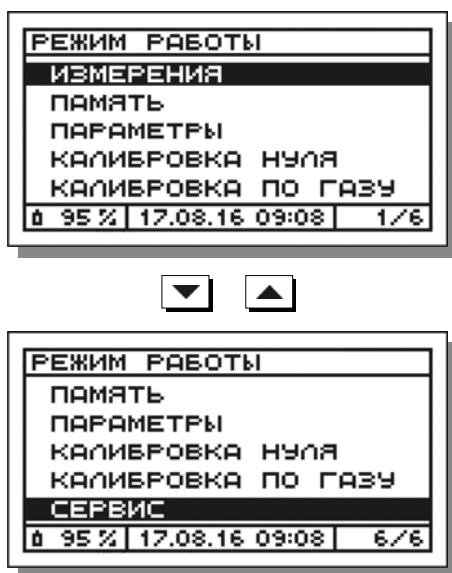 РЕЖИМ РАБОТЫ
ИЗМЕРЕНИЯ
ПАМЯТЬ
ПАРАМЕТРЫ
КАЛИБРОВКА НУЛЯ
КАЛИБРОВКА ПО ГАЗУ
95 % 17.08.16 09:08 1/6
РЕЖИМ РАБОТЫ
ПАМЯТЬ
ПАРАМЕТРЫ
КАЛИБРОВКА НУЛЯ
КАЛИБРОВКА ПО ГАЗУ
СЕРВИС
95 % 17.08.16 09:08 6/6